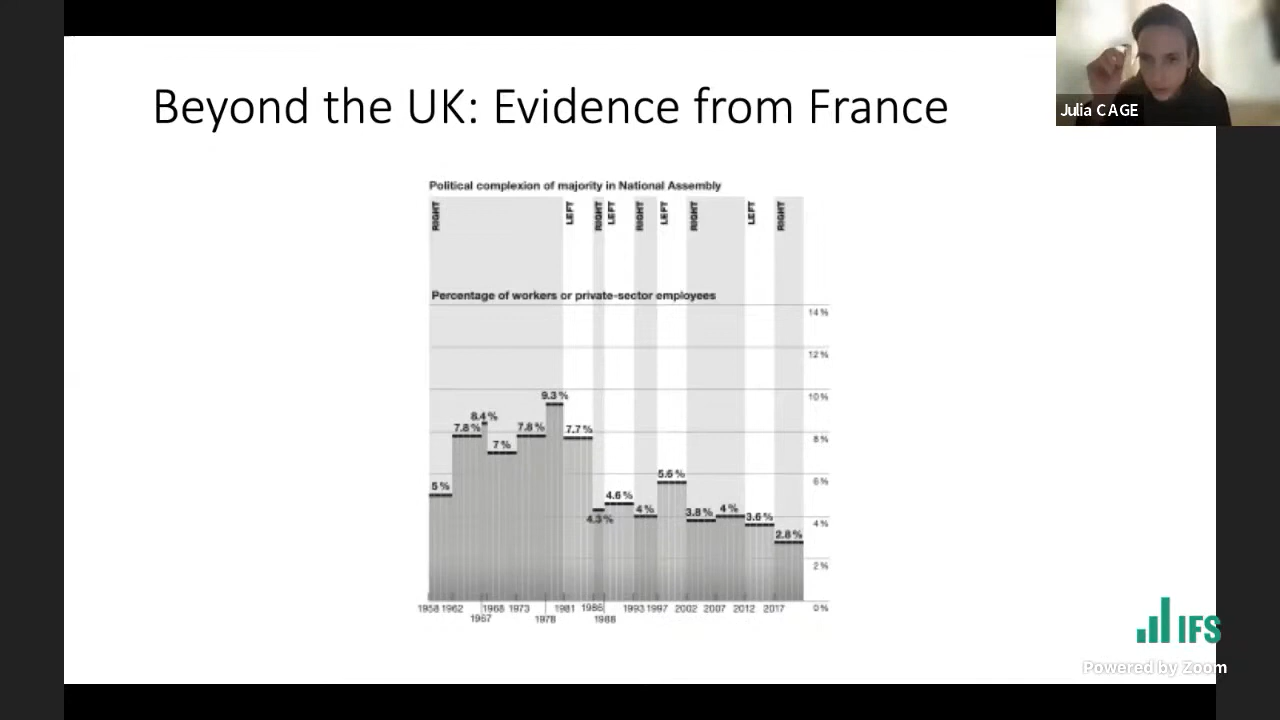 Beyond the UK: Evidence from France
Julia CAGE
Political complexion of majority in National Assembly
RIGHT
LEFT
RIGHT
LEFT
RIGHT
LEFT
RIGHT
LEFT
RIGHT
Percentage of workers or private-sector employees
14 %
12 %
10 %
8 %
6 %
4 %
2 %
0 %
5 %
7.8 %
8.4 %
7 %
7.8 %
9.3 %
7.7 %
4.3 %
4.6 %
4 %
5.6 %
3.8 %
4 %
3.6 %
2.8 %
1958 1962 1968 1973 1981 1986 1993 1997 2002 2007 2012 2017
1967 1978 1988
IFS
Powered by Zoom